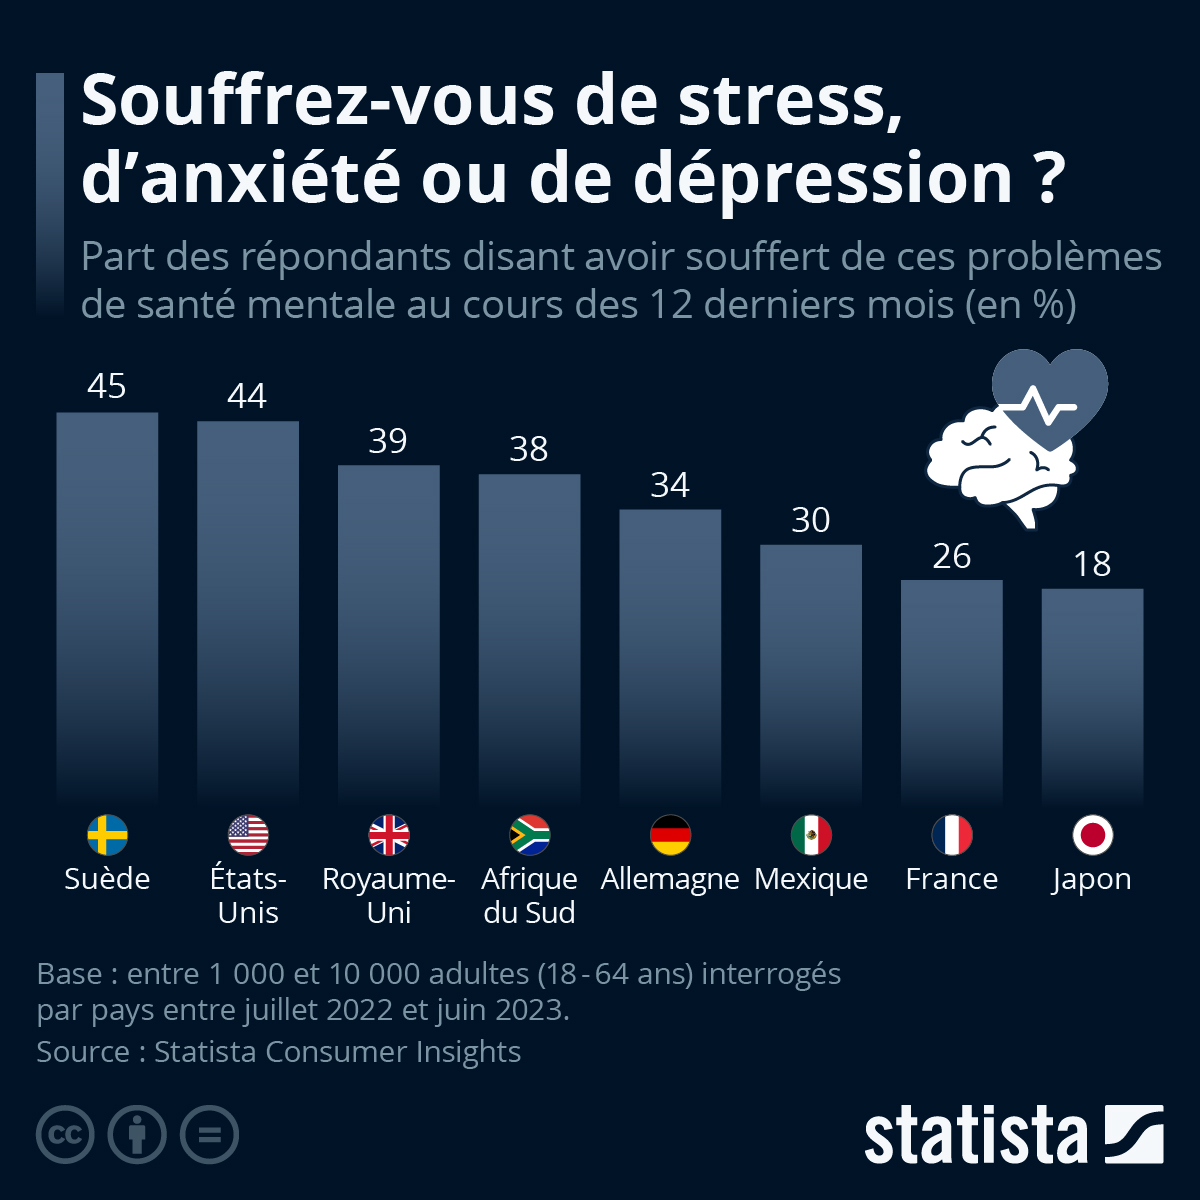 Souffrez-vous de stress,
d’anxiété ou de dépression ?
Part des répondants disant avoir souffert de ces problèmes
de santé mentale au cours des 12 derniers mois (en %)
45
44
39
38
34
30
26
18
Suède
États-
Unis
Royaume-
Uni
Afrique
du Sud
Allemagne
Mexique
France
Japon
Base : entre 1 000 et 10 000 adultes (18-64 ans) interrogés
par pays entre juillet 2022 et juin 2023.
Source : Statista Consumer Insights
cc
statista